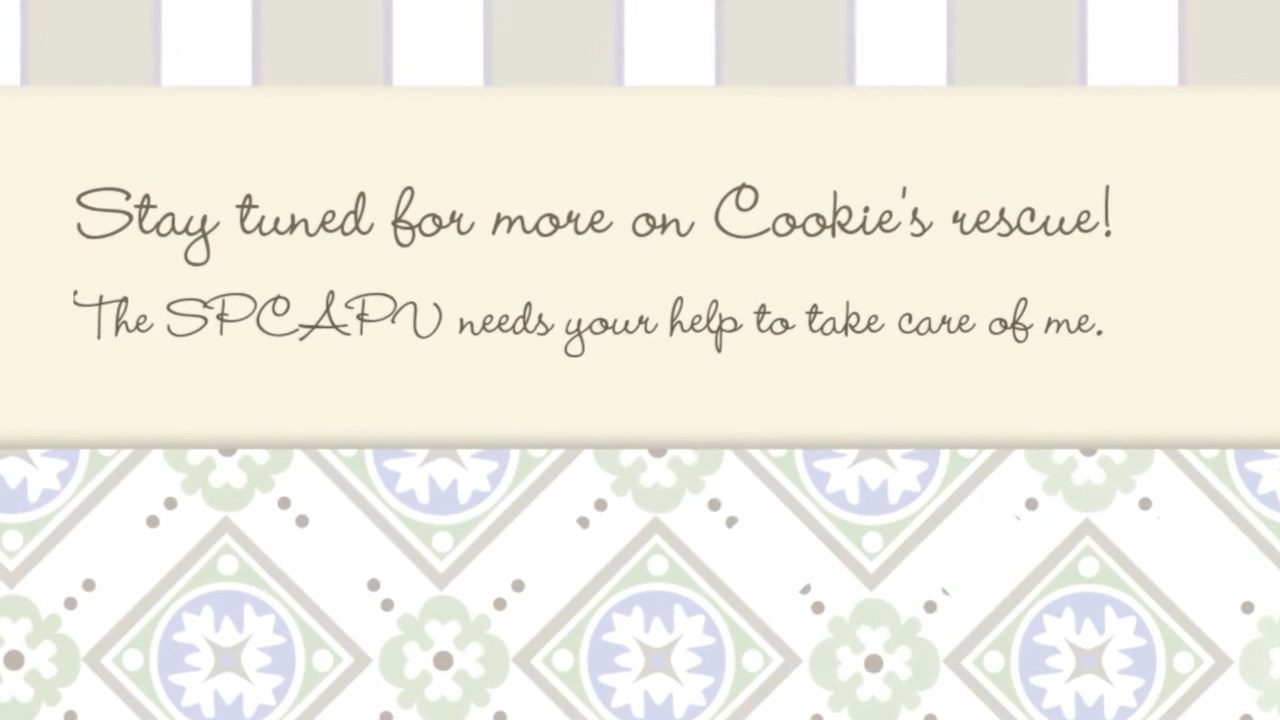 Stay tuned for more on Cookie's rescue!
The SPCAPV needs your help to take care of me.